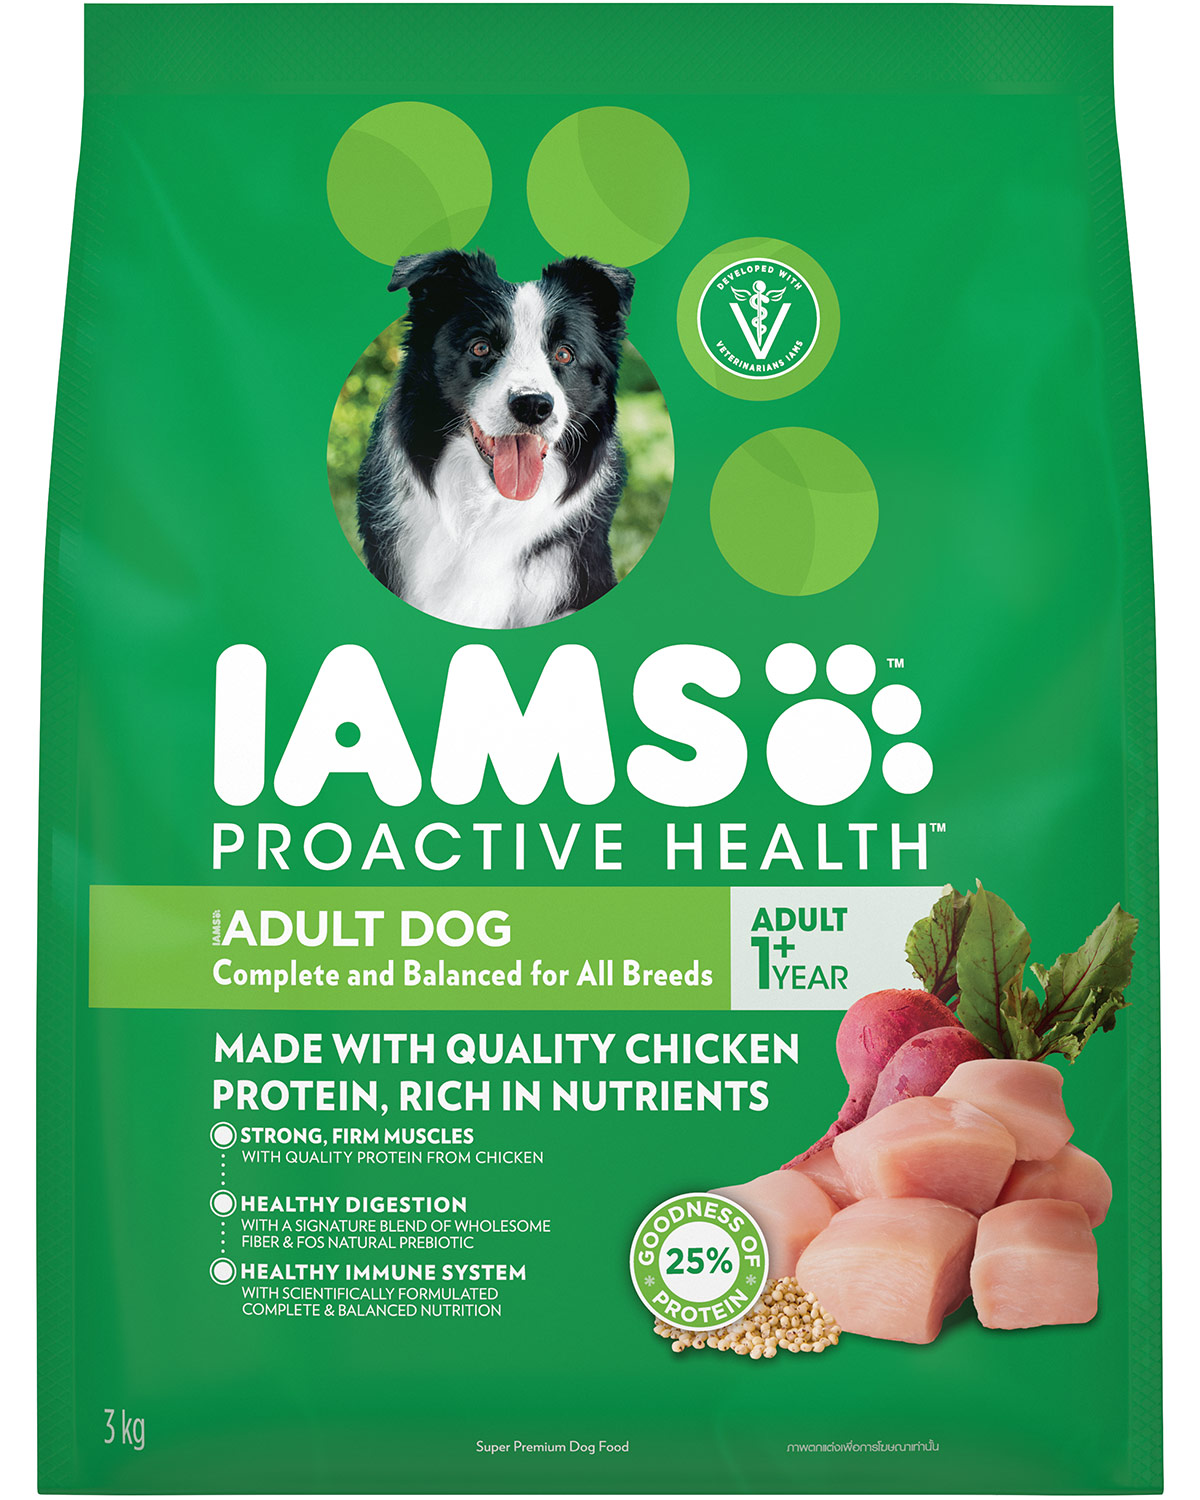 DEVELOPED WITH
V
VETERINARIANS IAMS
IAMS™
PROACTIVE HEALTH™
IAMS ADULT DOG
Complete and Balanced for All Breeds
ADULT
1+
YEAR
MADE WITH QUALITY CHICKEN
PROTEIN, RICH IN NUTRIENTS
STRONG, FIRM MUSCLES
WITH QUALITY PROTEIN FROM CHICKEN
HEALTHY DIGESTION
WITH A SIGNATURE BLEND OF WHOLESOME
FIBER & FOS NATURAL PREBIOTIC
HEALTHY IMMUNE SYSTEM
WITH SCIENTIFICALLY FORMULATED
COMPLETE & BALANCED NUTRITION
GOODNESS OF
25%
* PROTEIN *
3 kg
Super Premium Dog Food
ภาพตกแต่งเพื่อการโฆษณาเท่านั้น